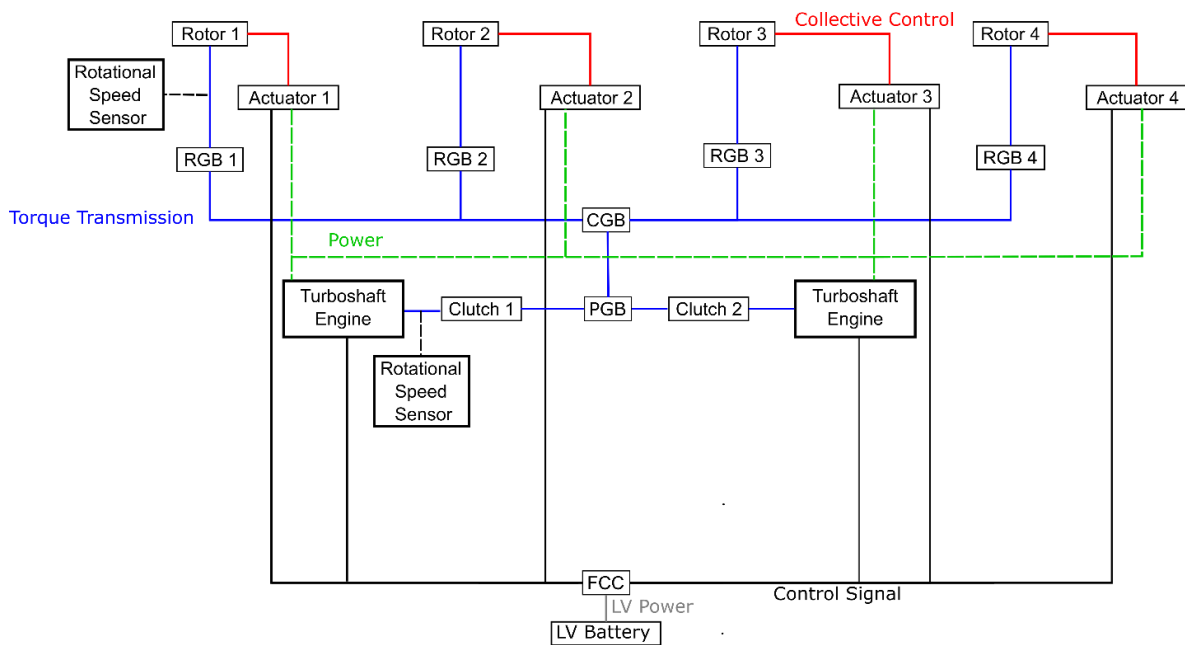 Collective Control
Rotor 1
Rotor 2
Rotor 3
Rotor 4
Rotational
Speed
Sensor
Actuator 1
Actuator 2
Actuator 3
Actuator 4
RGB 1
RGB 2
RGB 3
RGB 4
Torque Transmission
CGB
Power
Turboshaft
Engine
Clutch 1
PGB
Clutch 2
Turboshaft
Engine
Rotational
Speed
Sensor
FCC
Control Signal
LV Power
LV Battery